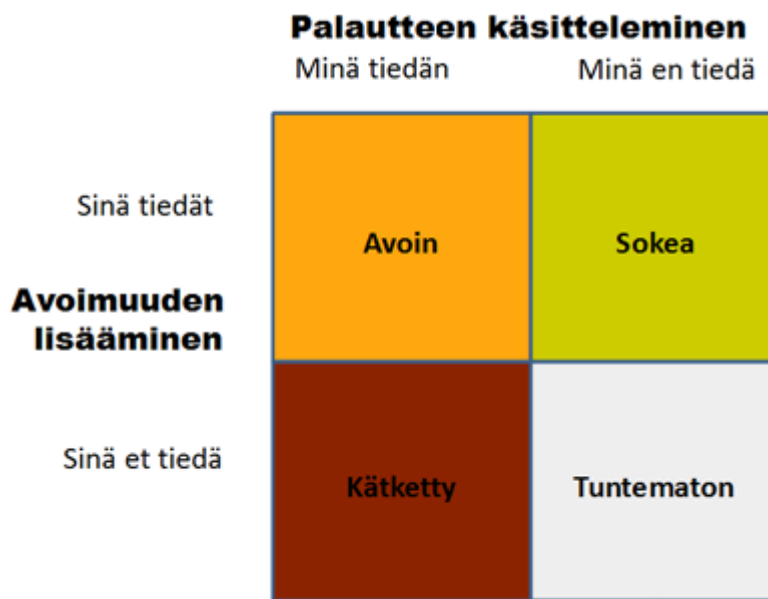 Palautteen käsitteleminen
Minä tiedän
Minä en tiedä
Sinä tiedät
Avoin
Sokea
Avoimuuden
lisääminen
Sinä et tiedä
Kätketty
Tuntematon